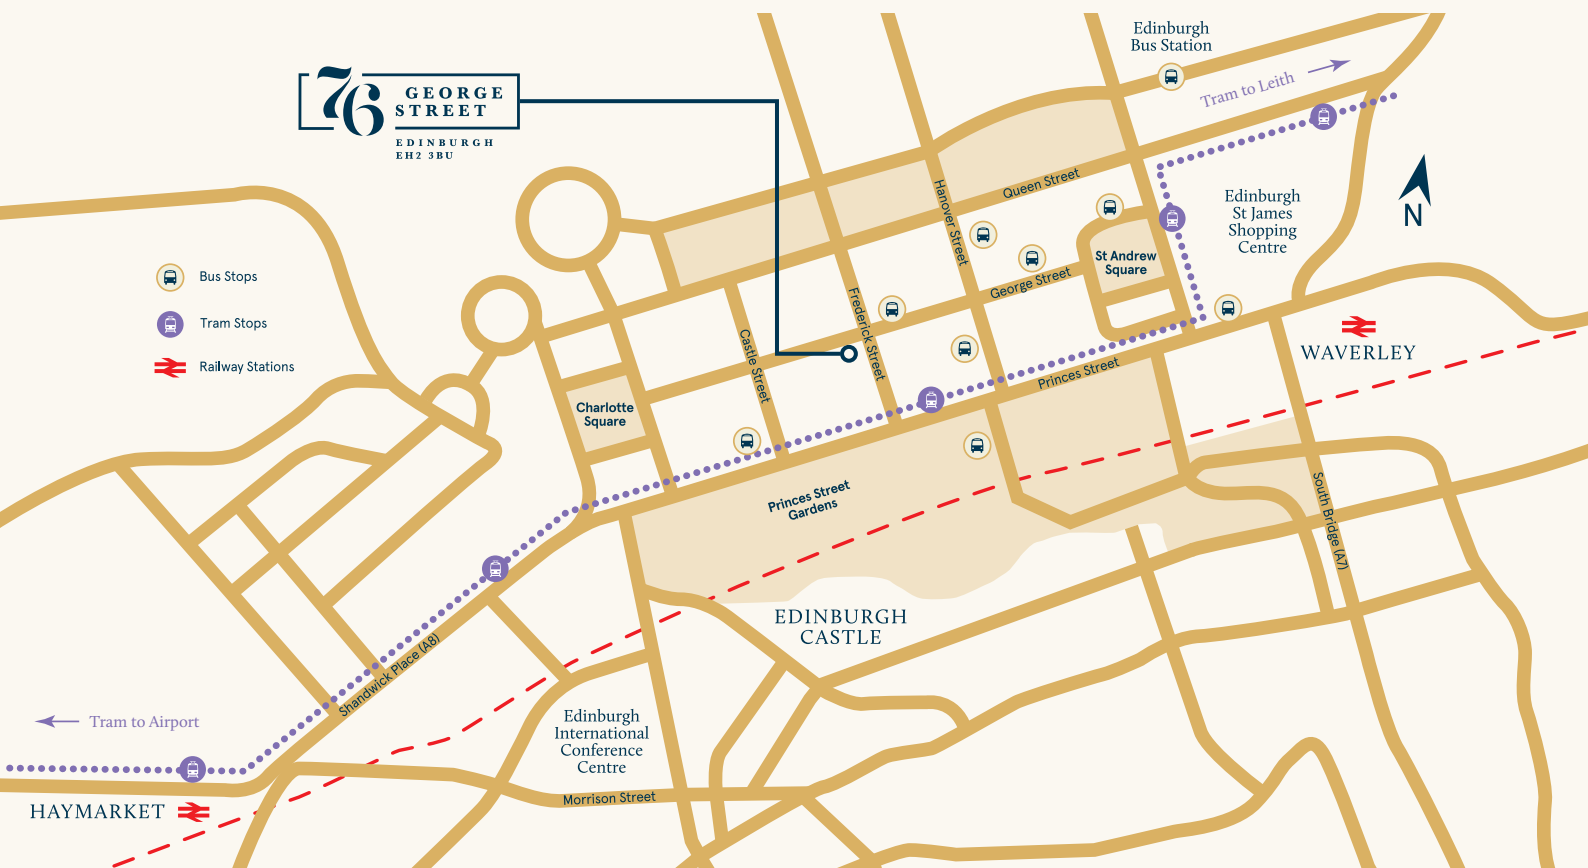 Edinburgh
Bus Station
Tram to Leith
76
GEORGE
STREET
EDINBURGH
EH2 3BU
Queen Street
Hanover Street
Edinburgh
St James
Shopping
Centre
N
St Andrew
Square
George Street
Bus Stops
Tram Stops
Railway Stations
Frederick Street
Castle Street
WAVERLEY
Princes Street
Charlotte
Square
Princes Street
Gardens
South Bridge (A7)
EDINBURGH
CASTLE
Shandwick Place (A8)
Tram to Airport
Edinburgh
International
Conference
Centre
Morrison Street
HAYMARKET